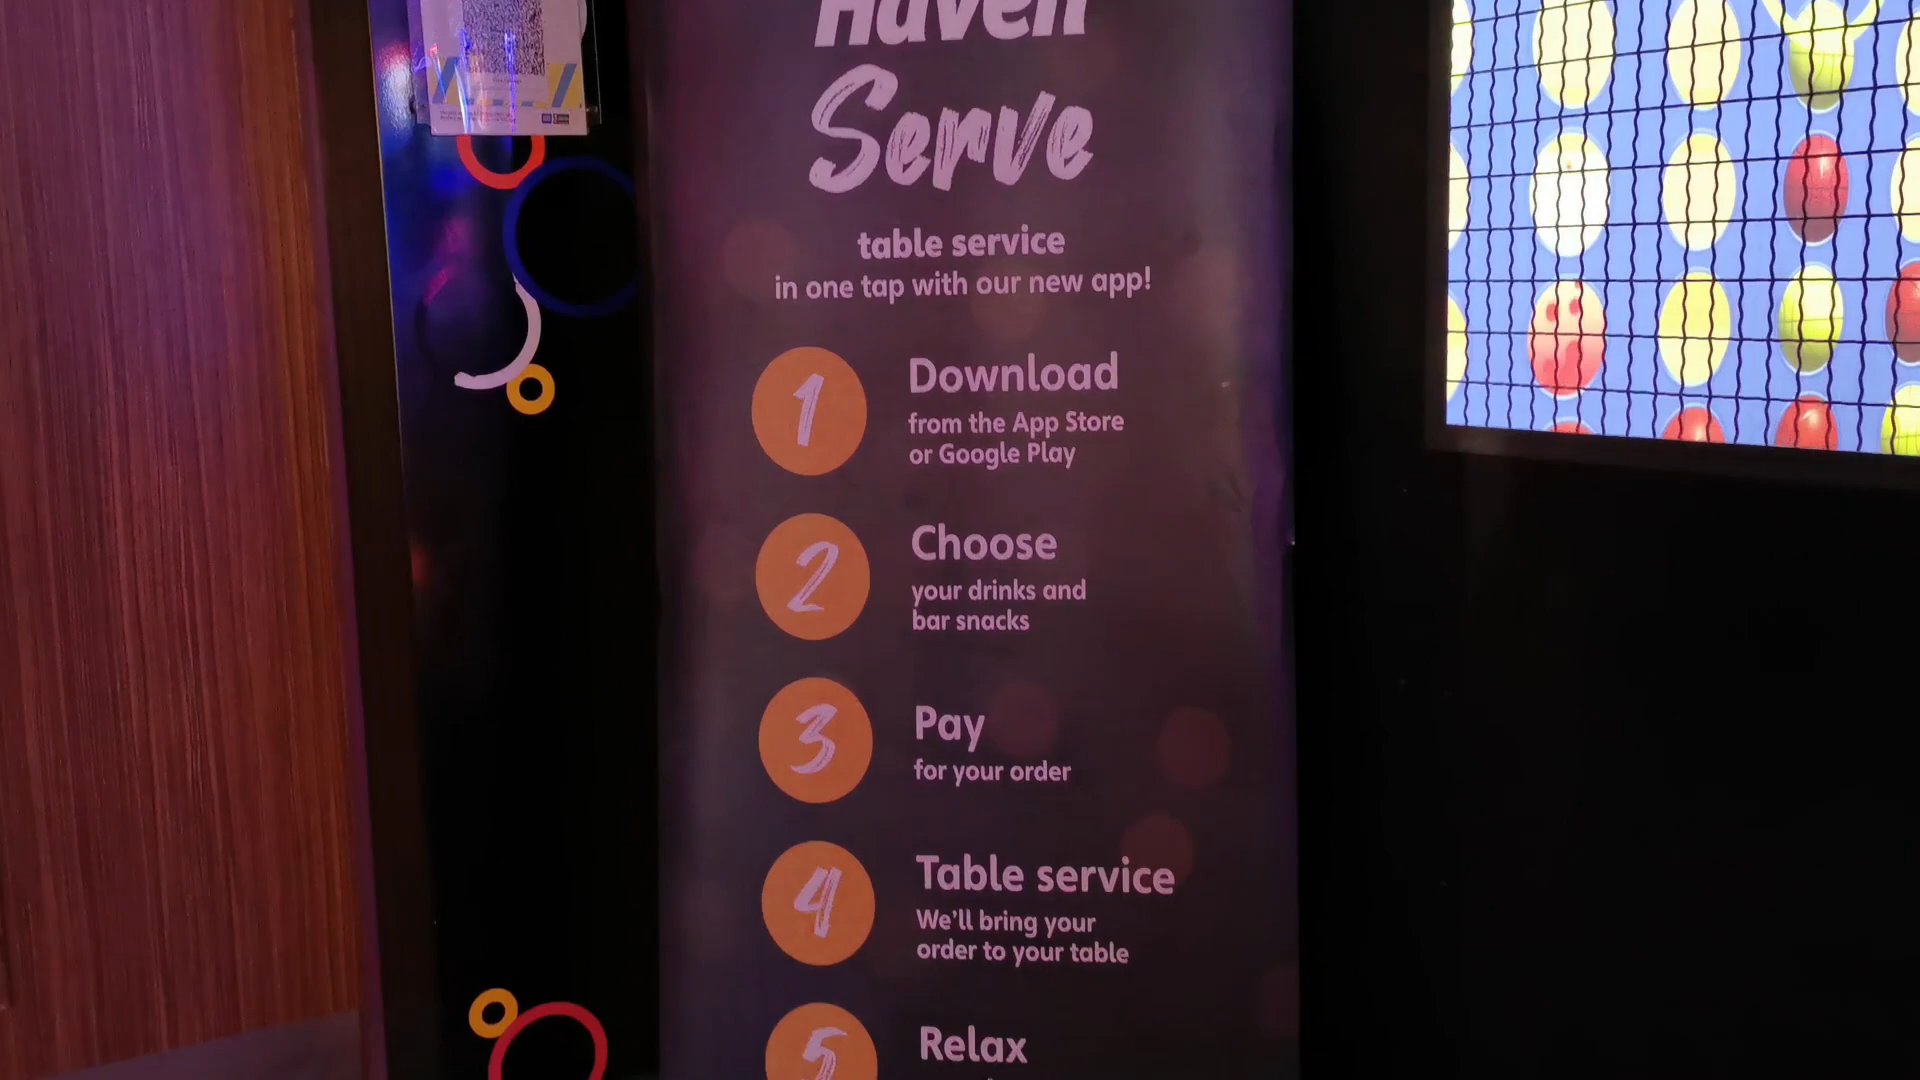 Haven
Serve
table service
in one tap with our new app!
1
Download
from the App Store
or Google Play
2
Choose
your drinks and
bar snacks
3
Pay
for your order
4
Table service
We'll bring your
order to your table
5
Relax